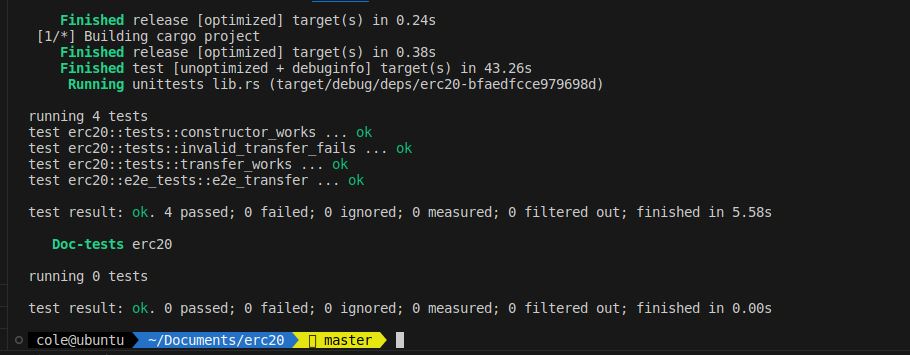 Finished release [optimized] target(s) in 0.24s
[1/*] Building cargo project
Finished release [optimized] target(s) in 0.38s
Finished test [unoptimized + debuginfo] target(s) in 43.26s
Running unittests lib.rs (target/debug/deps/erc20-bfaedfcce979698d)
running 4 tests
test erc20::tests::constructor_works ... ok
test erc20::tests::invalid_transfer_fails ... ok
test erc20::tests::transfer_works ... ok
test erc20::e2e_tests::e2e_transfer ... ok
test result: ok. 4 passed; 0 failed; 0 ignored; 0 measured; 0 filtered out; finished in 5.58s
Doc-tests erc20
running 0 tests
test result: ok. 0 passed; 0 failed; 0 ignored; 0 measured; 0 filtered out; finished in 0.00s
cole@ubuntu ~/Documents/erc20 master